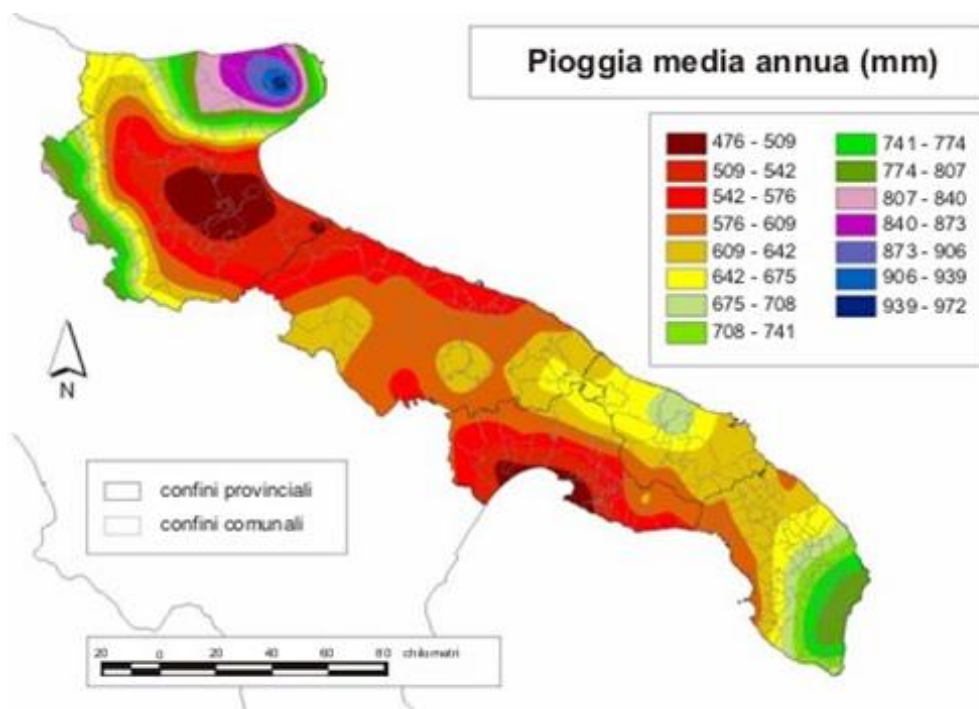 Pioggia media annua (mm)
476 - 509
509 - 542
542 - 576
576 - 609
609 - 642
642 - 675
675 - 708
708 - 741
741 - 774
774 - 807
807 - 840
840 - 873
873 - 906
906 - 939
939 - 972
N
confini provinciali
confini comunali
20 0 20 40 60 80 chilometri